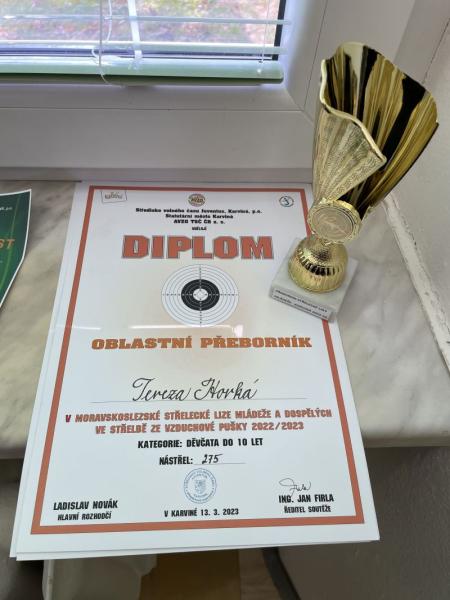 Středisko volného času Juventus, Karviná, p.o.
Statutární město Karviná
AVZO TSČ ČR z. s.
uděluje
DIPLOM
OBLASTNÍ PŘEBORNÍK
Tereza Horká
V MORAVSKOSLEZSKÉ STŘELECKÉ LIZE MLÁDEŽE A DOSPĚLÝCH
VE STŘELBĚ ZE VZDUCHOVÉ PUŠKY 2022/2023
KATEGORIE: DĚVČATA DO 10 LET
NÁSTŘEL: 275
LADISLAV NOVÁK
HLAVNÍ ROZHODČÍ
V KARVINÉ 13. 3. 2023
ING. JAN FIRLA
ŘEDITEL SOUTĚŽE